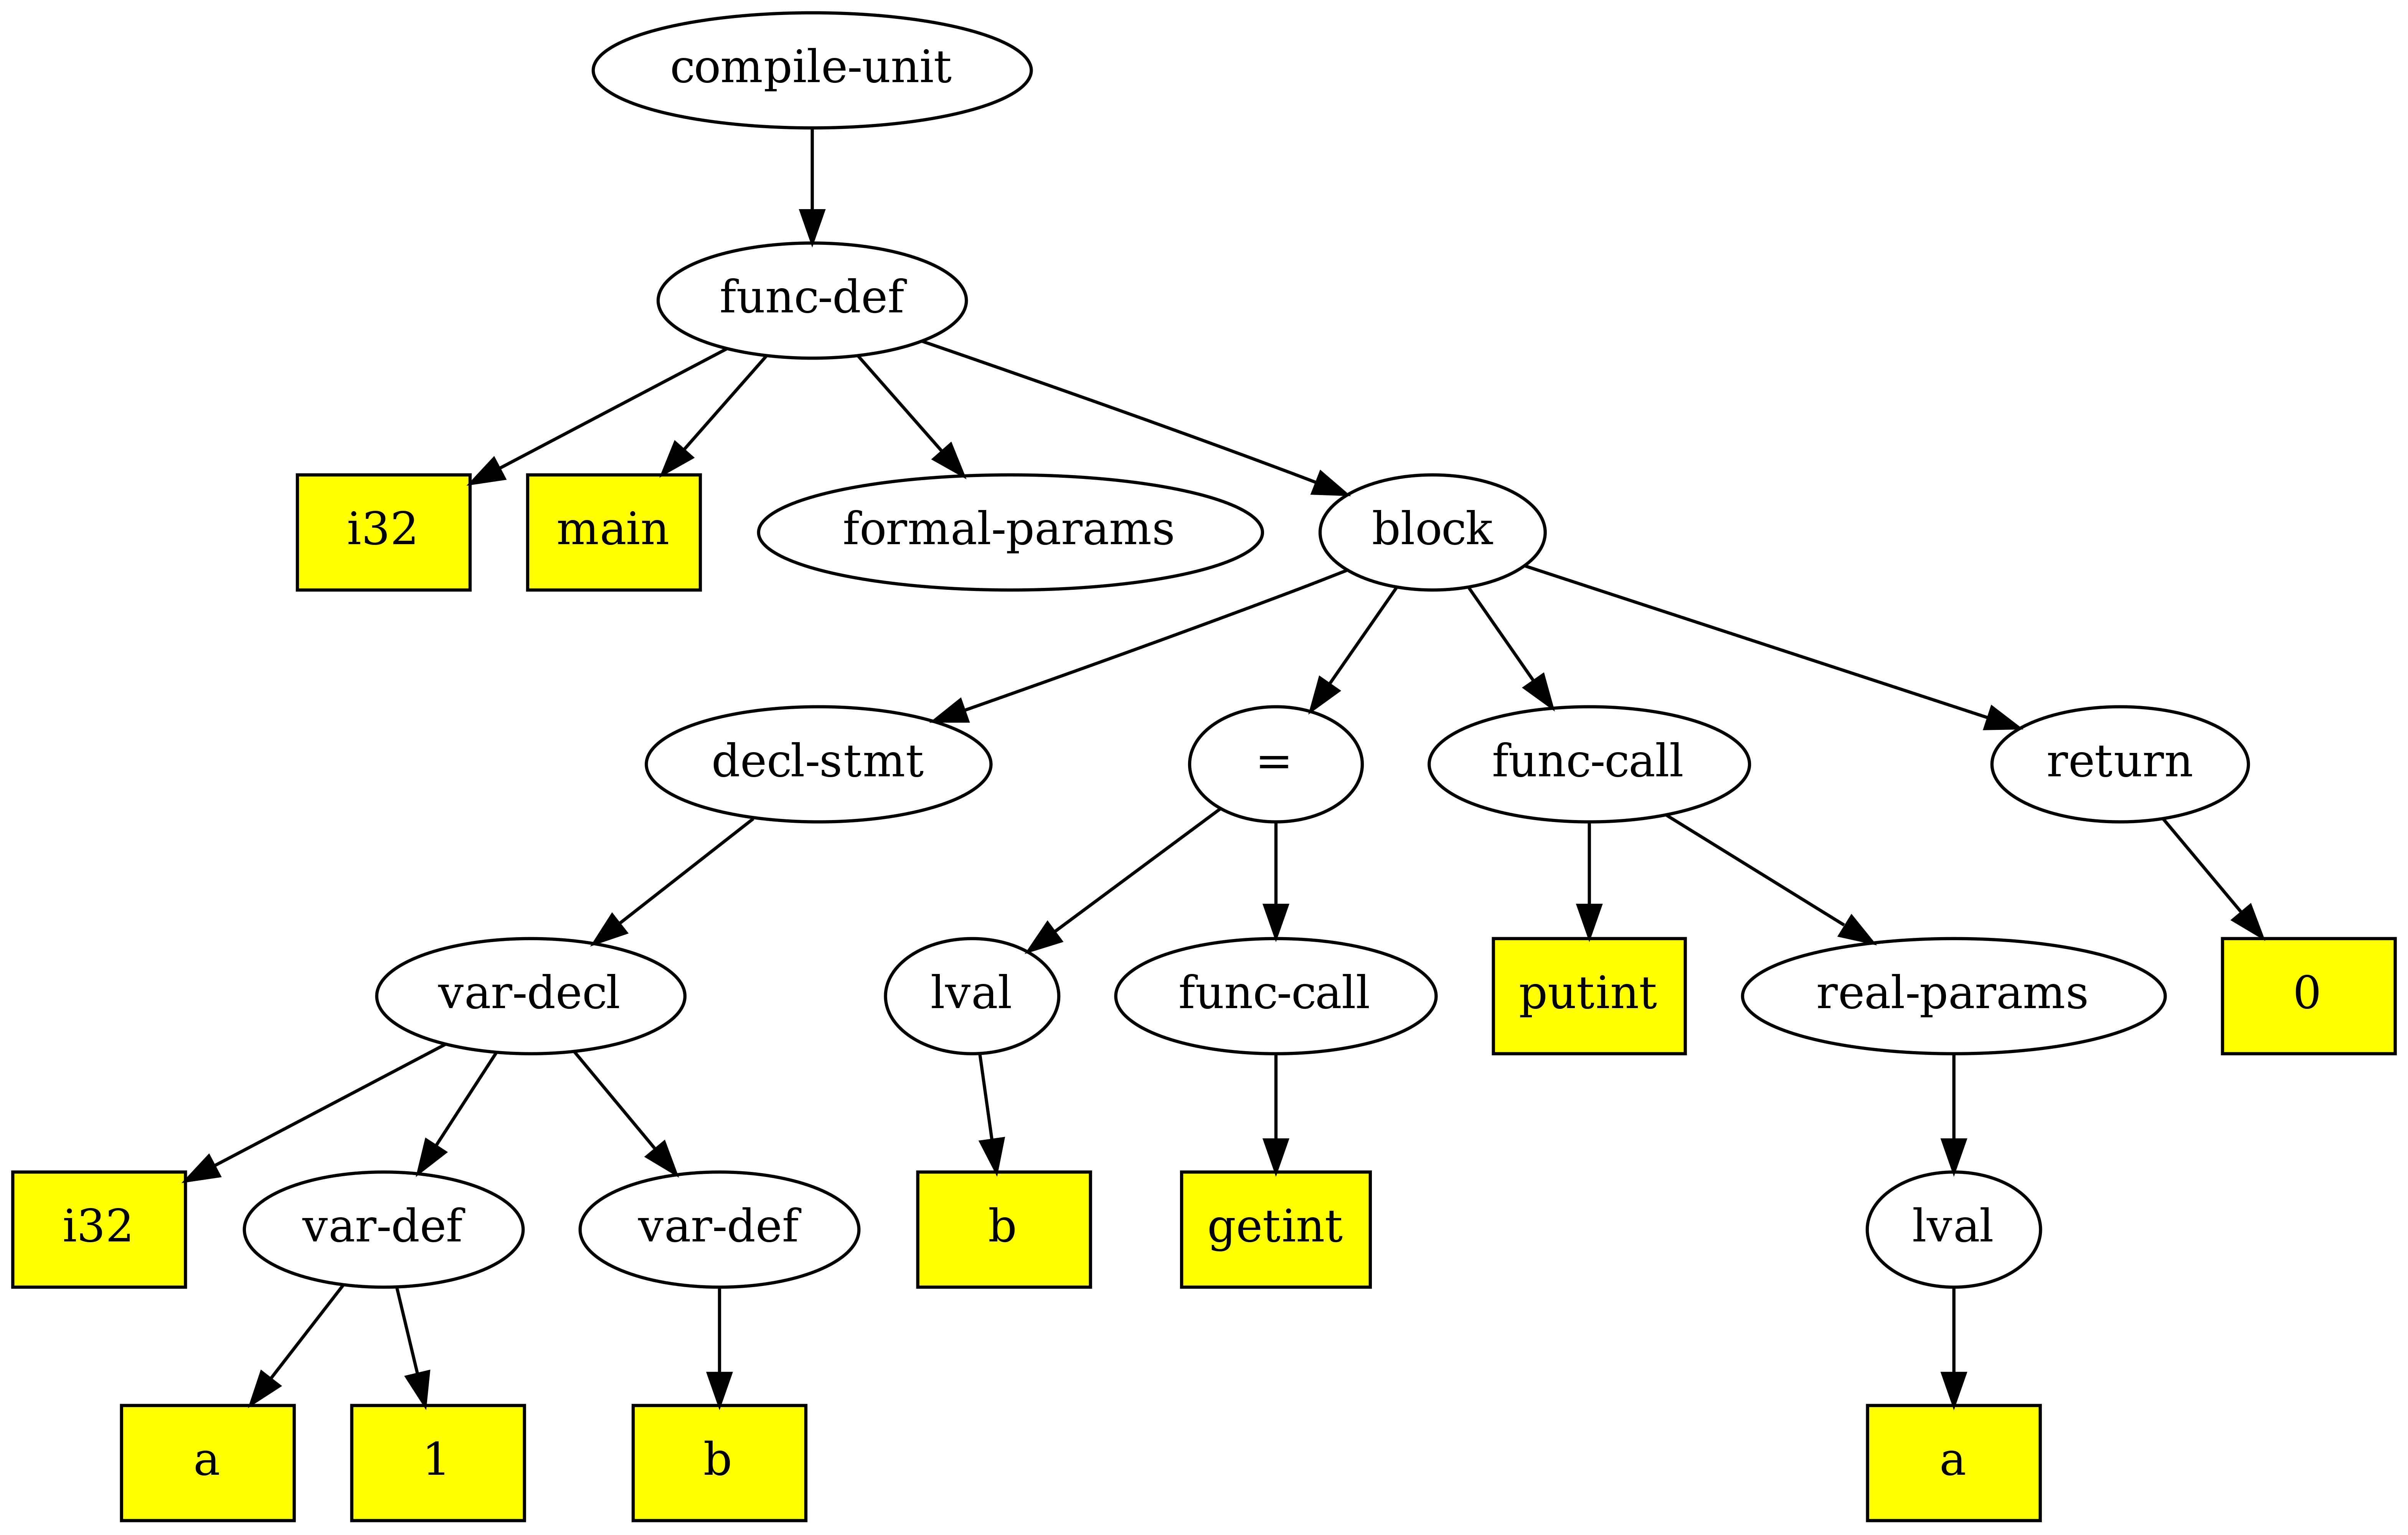 compile-unit
func-def
i32
main
formal-params
block
decl-stmt
=
func-call
return
var-decl
lval
func-call
putint
real-params
0
i32
var-def
var-def
b
getint
lval
a
1
b
a